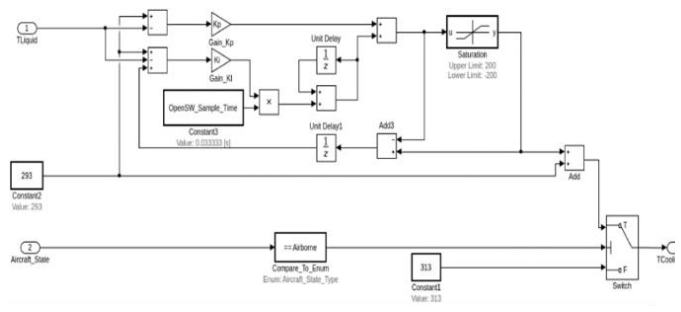 1
TLiquid
+
-
Kp
Gain_Kp
+
+
Unit Delay
1
z
u
y
Saturation
Upper Limit: 200
Lower Limit: -200
+
-
+
Ki
Gain_KI
×
+
+
OpenSW_Sample_Time
Constant3
Value: 0.033333 [s]
Unit Delay1
1
z
Add3
-
+
293
Constant2
Value: 293
+
+
Add
2
Aircraft_State
== Airborne
Compare_To_Enum
Enum: Aircraft_State_Type
313
Constant1
Value: 313
T
F
Switch